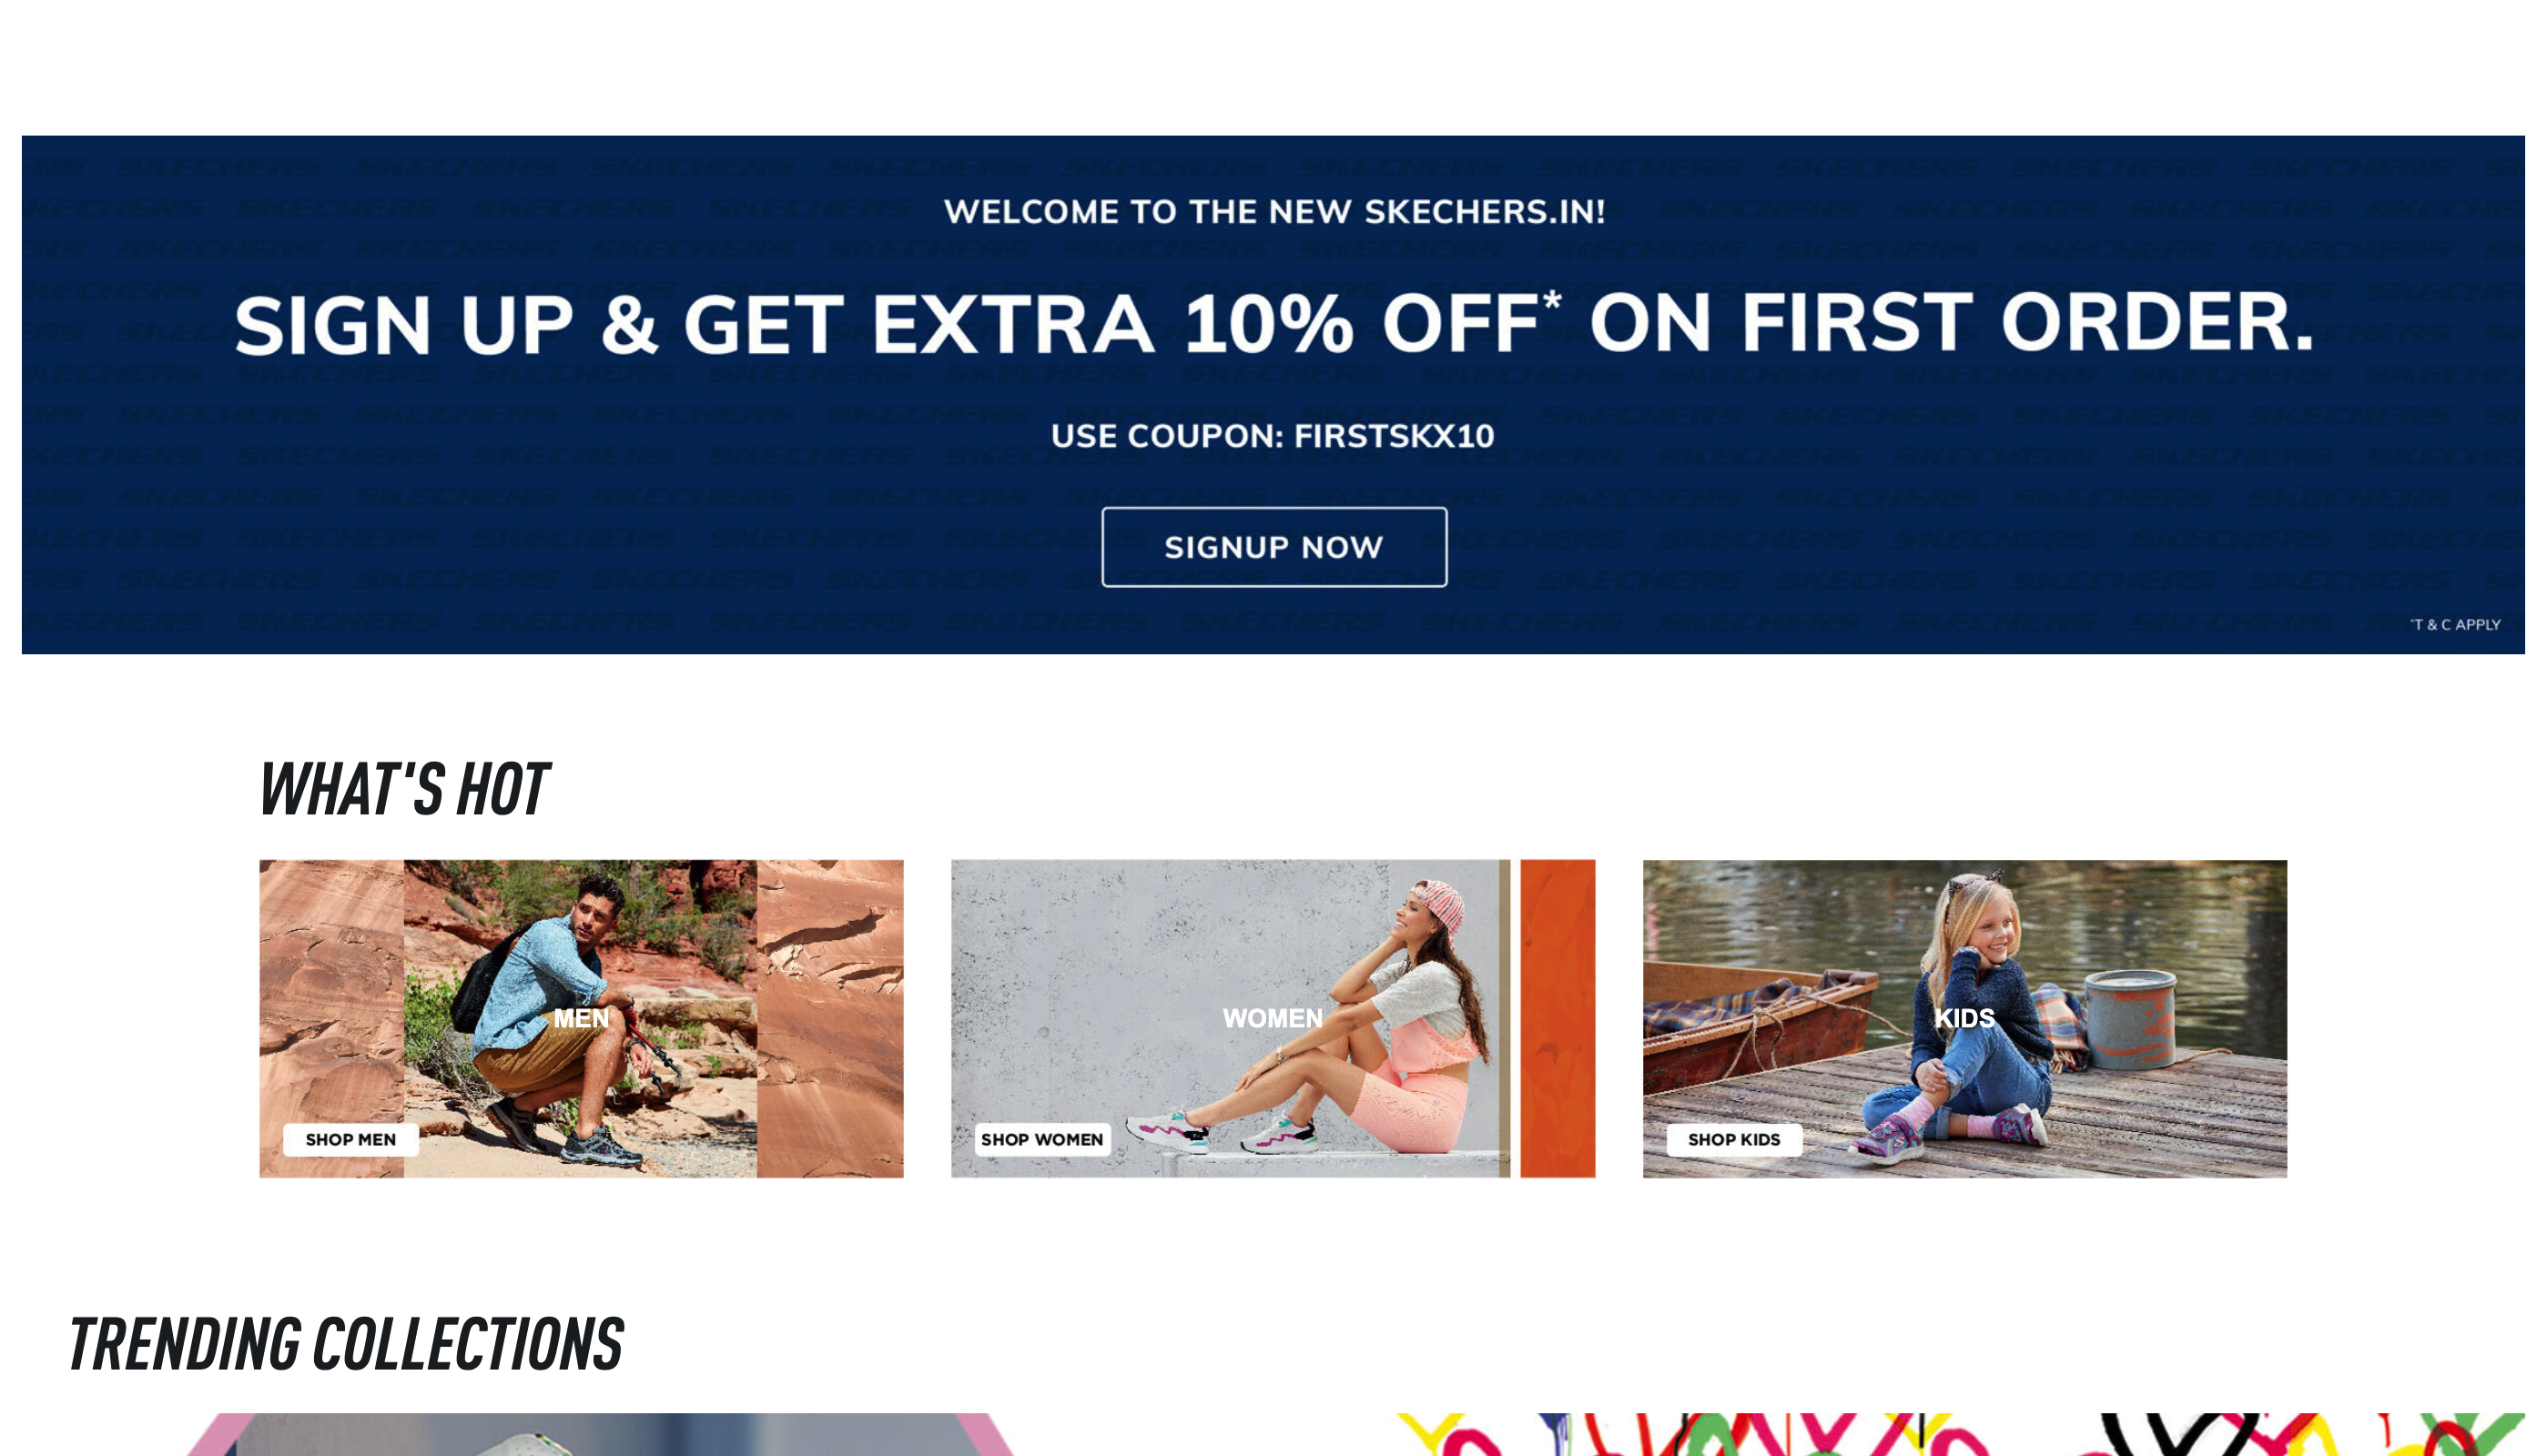 WELCOME TO THE NEW SKECHERS.IN!
SIGN UP & GET EXTRA 10% OFF* ON FIRST ORDER.
USE COUPON: FIRSTSKX10
SIGNUP NOW
*T & C APPLY
WHAT'S HOT
MEN
WOMEN
KIDS
SHOP MEN
SHOP WOMEN
SHOP KIDS
TRENDING COLLECTIONS